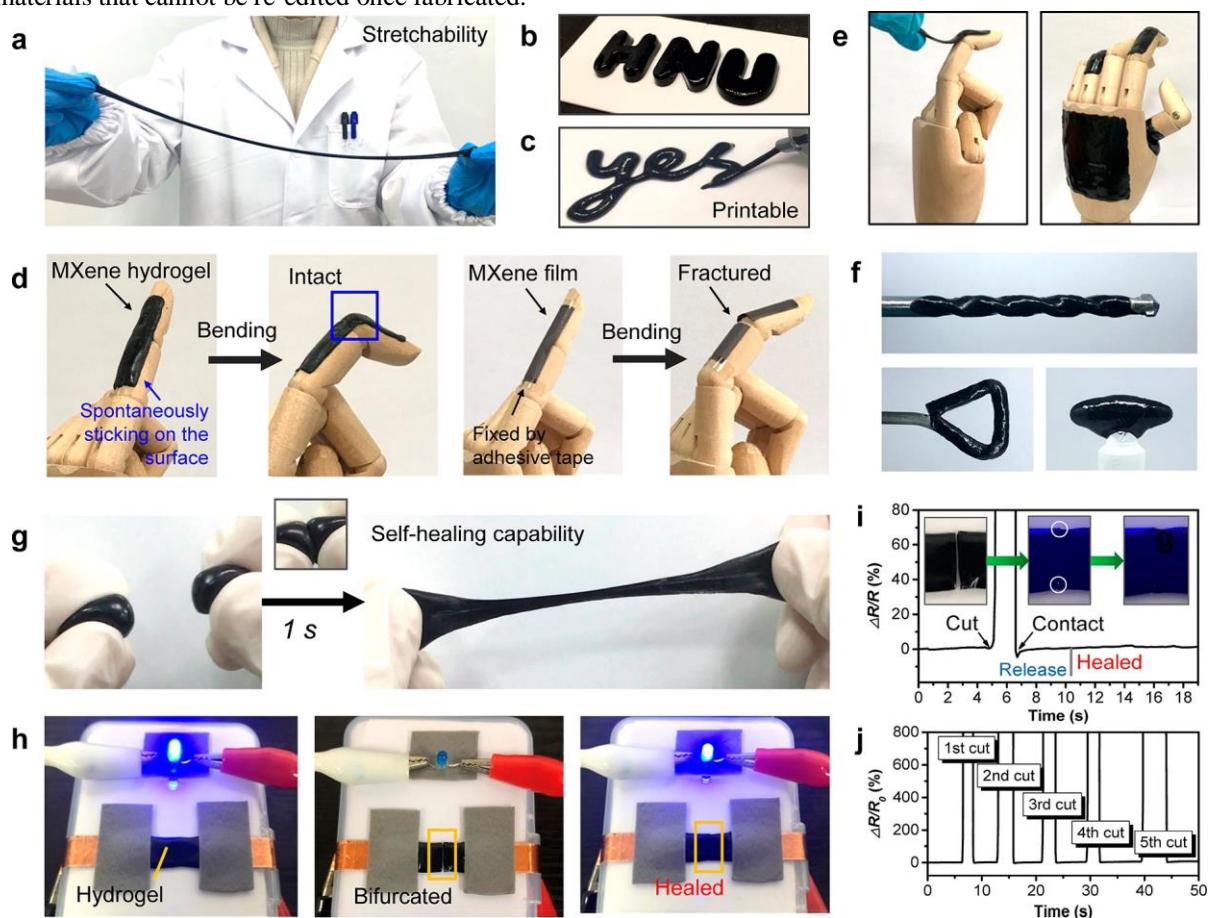 materials that cannot be re-edited once fabricated.
a
Stretchability
b
HNU
c
yes
Printable
e
d
MXene hydrogel
Bending
Intact
Spontaneously
sticking on the
surface
MXene film
Bending
Fractured
Fixed by
adhesive tape
f
g
1 s
Self-healing capability
h
Hydrogel
Bifurcated
Healed
i
ΔR/R (%)
80
60
40
20
0
g
Cut
Contact
Release
Healed
0 2 4 6 8 10 12 14 16 18
Time (s)
j
ΔR/R0 (%)
800
600
400
200
0
1st cut
2nd cut
3rd cut
4th cut
5th cut
0 10 20 30 40 50
Time (s)